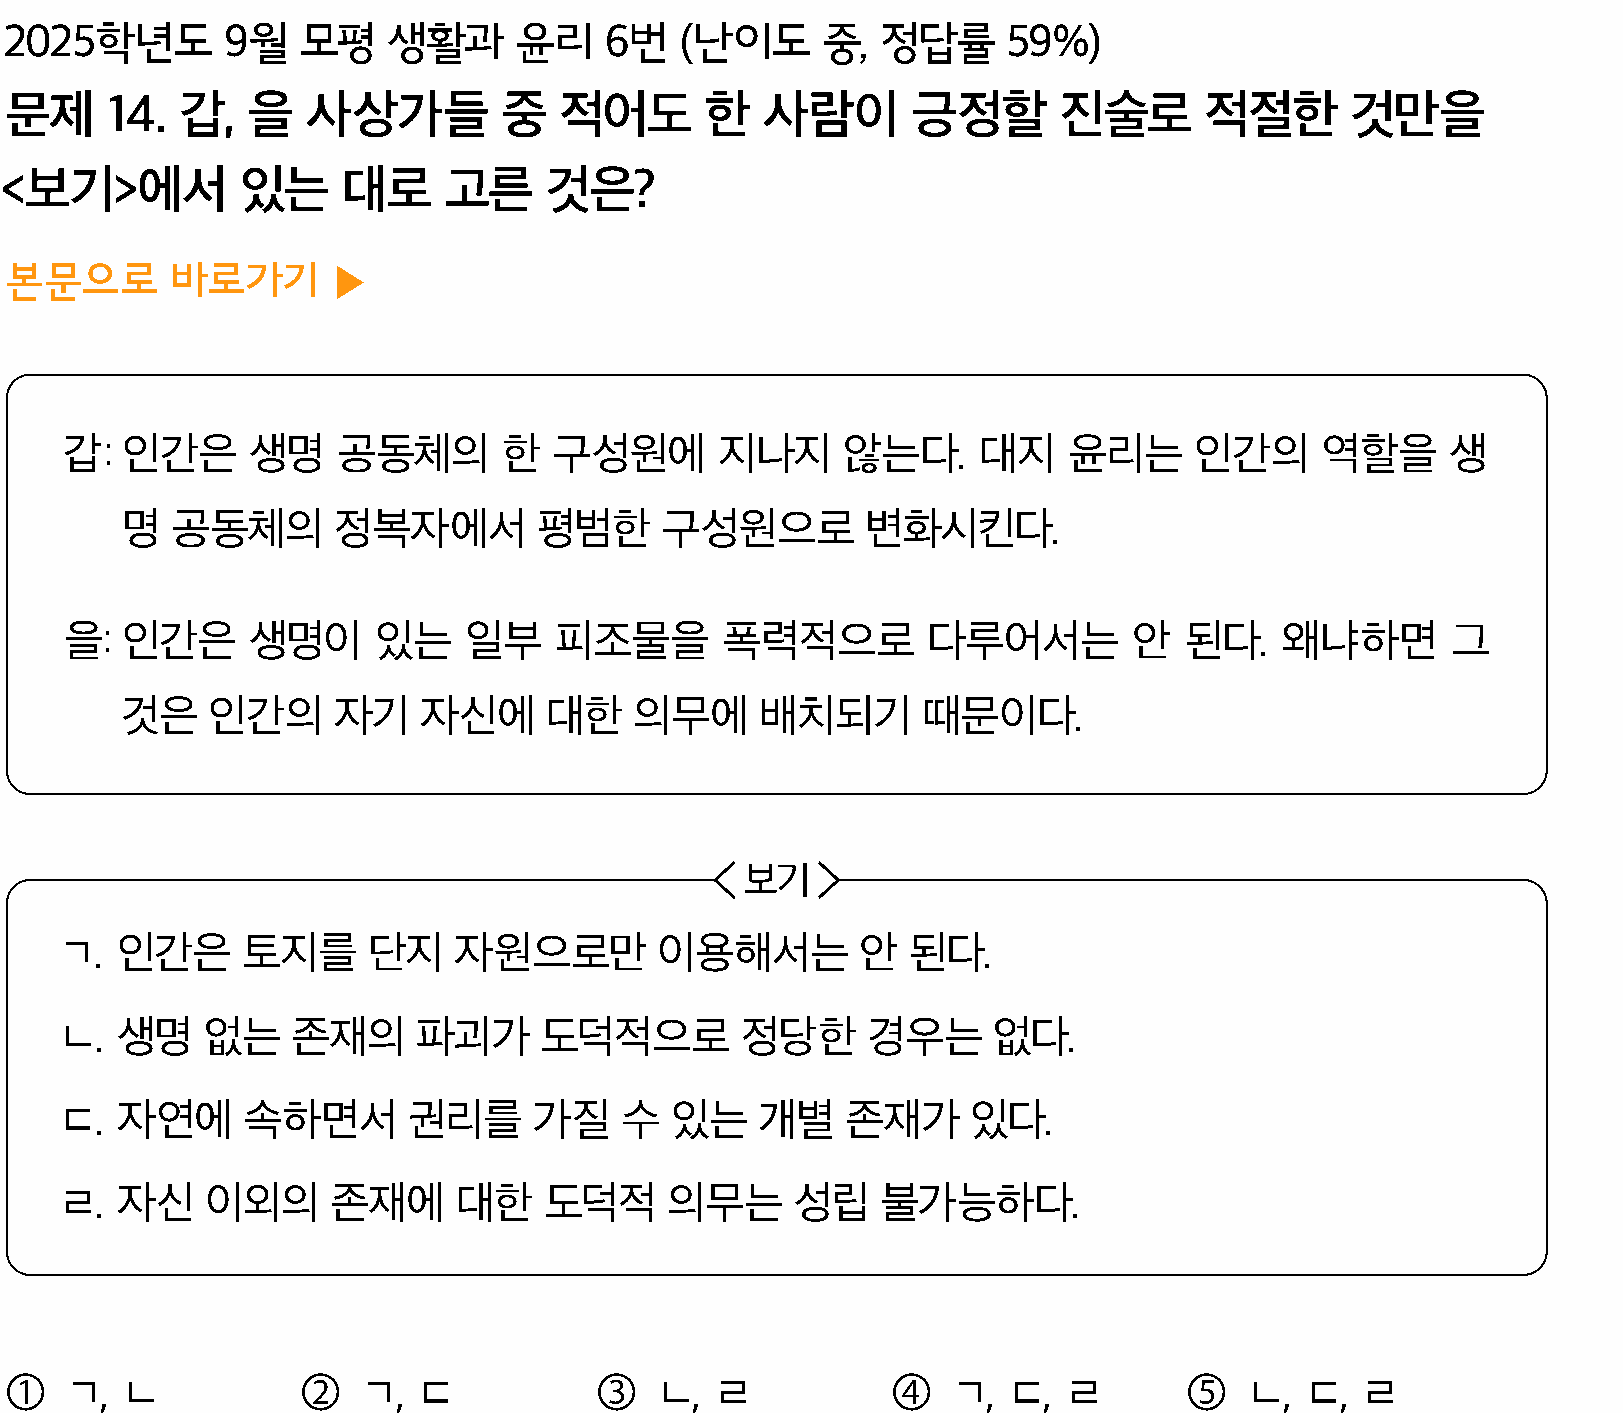 2025학년도 9월 모평 생활과 윤리 6번 (난이도 중, 정답률 59%)
문제 14. 갑, 을 사상가들 중 적어도 한 사람이 긍정할 진술로 적절한 것만을
<보기>에서 있는 대로 고른 것은?
본문으로 바로가기 ▶
갑: 인간은 생명 공동체의 한 구성원에 지나지 않는다. 대지 윤리는 인간의 역할을 생
명 공동체의 정복자에서 평범한 구성원으로 변화시킨다.
을: 인간은 생명이 있는 일부 피조물을 폭력적으로 다루어서는 안 된다. 왜냐하면 그
것은 인간의 자기 자신에 대한 의무에 배치되기 때문이다.
<보기>
ㄱ. 인간은 토지를 단지 자원으로만 이용해서는 안 된다.
ㄴ. 생명 없는 존재의 파괴가 도덕적으로 정당한 경우는 없다.
ㄷ. 자연에 속하면서 권리를 가질 수 있는 개별 존재가 있다.
ㄹ. 자신 이외의 존재에 대한 도덕적 의무는 성립 불가능하다.
① ㄱ, ㄴ ② ㄱ, ㄷ ③ ㄴ, ㄹ ④ ㄱ, ㄷ, ㄹ ⑤ ㄴ, ㄷ, ㄹ